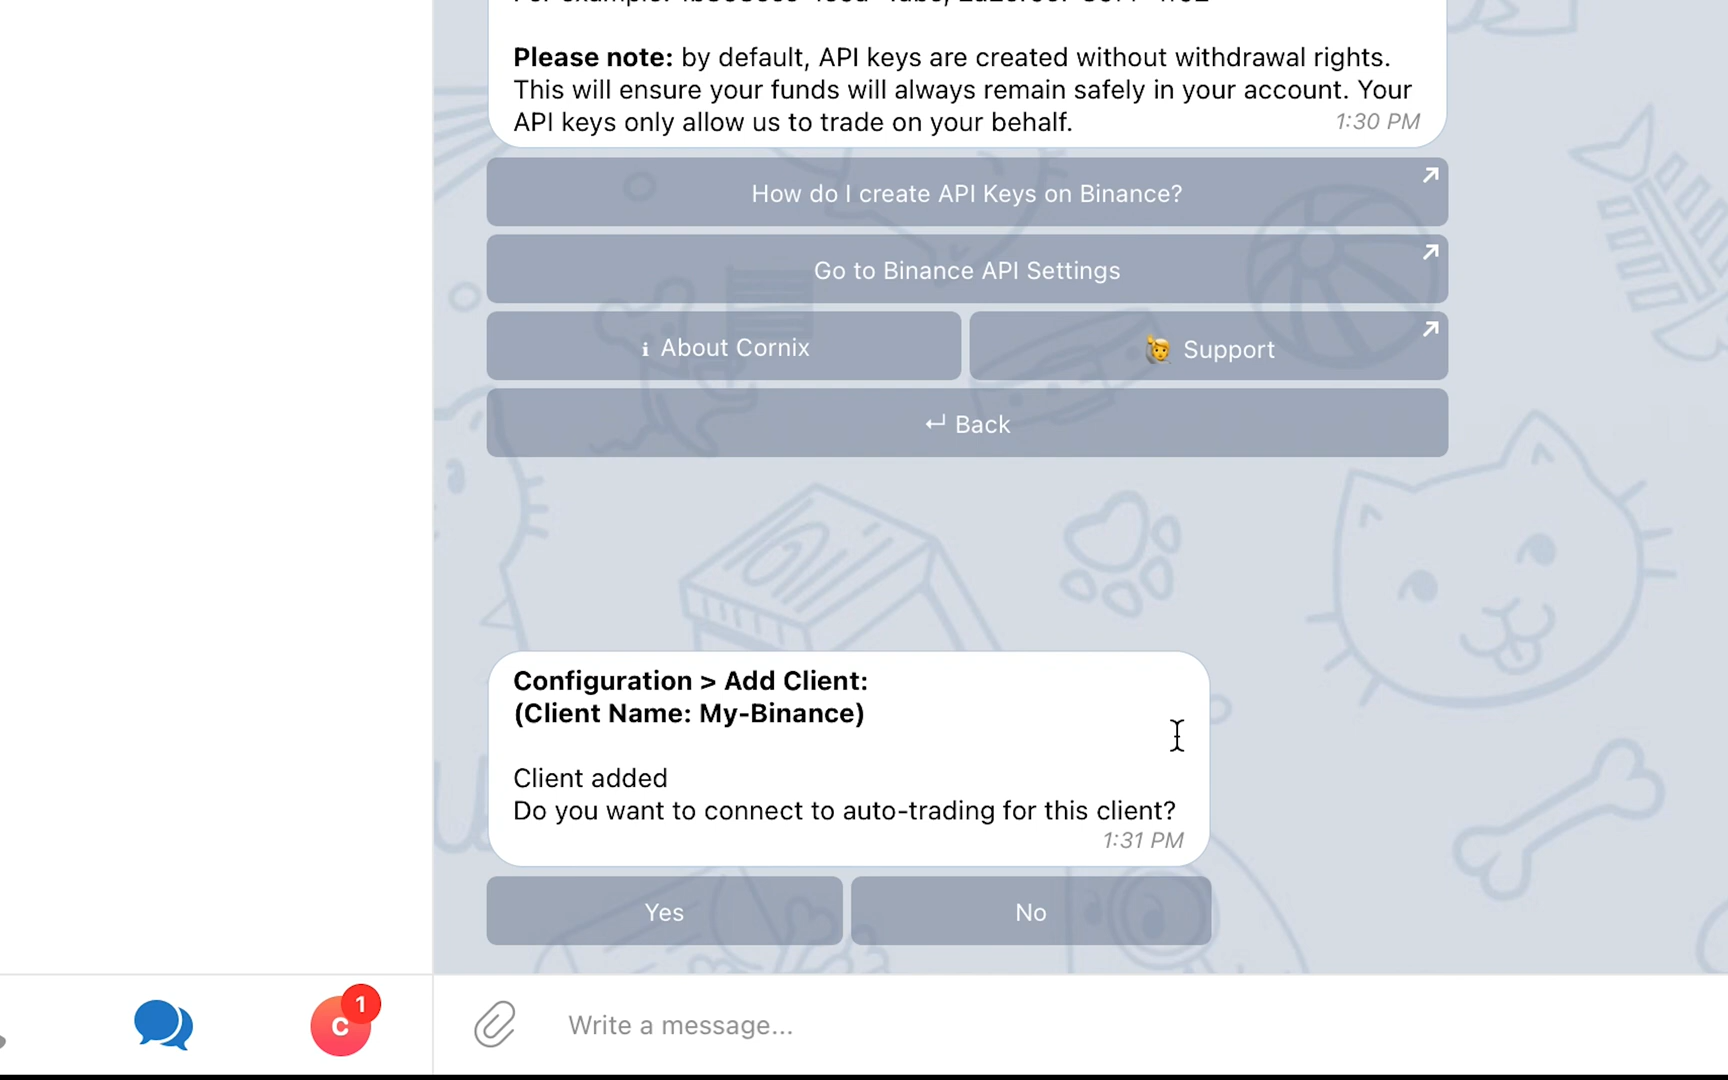 Please note: by default, API keys are created without withdrawal rights.
This will ensure your funds will always remain safely in your account. Your
API keys only allow us to trade on your behalf.
1:30 PM
How do I create API Keys on Binance?
Go to Binance API Settings
i About Cornix
Support
Back
Configuration > Add Client:
(Client Name: My-Binance)
Client added
Do you want to connect to auto-trading for this client?
1:31 PM
Yes
No
C
1
Write a message...